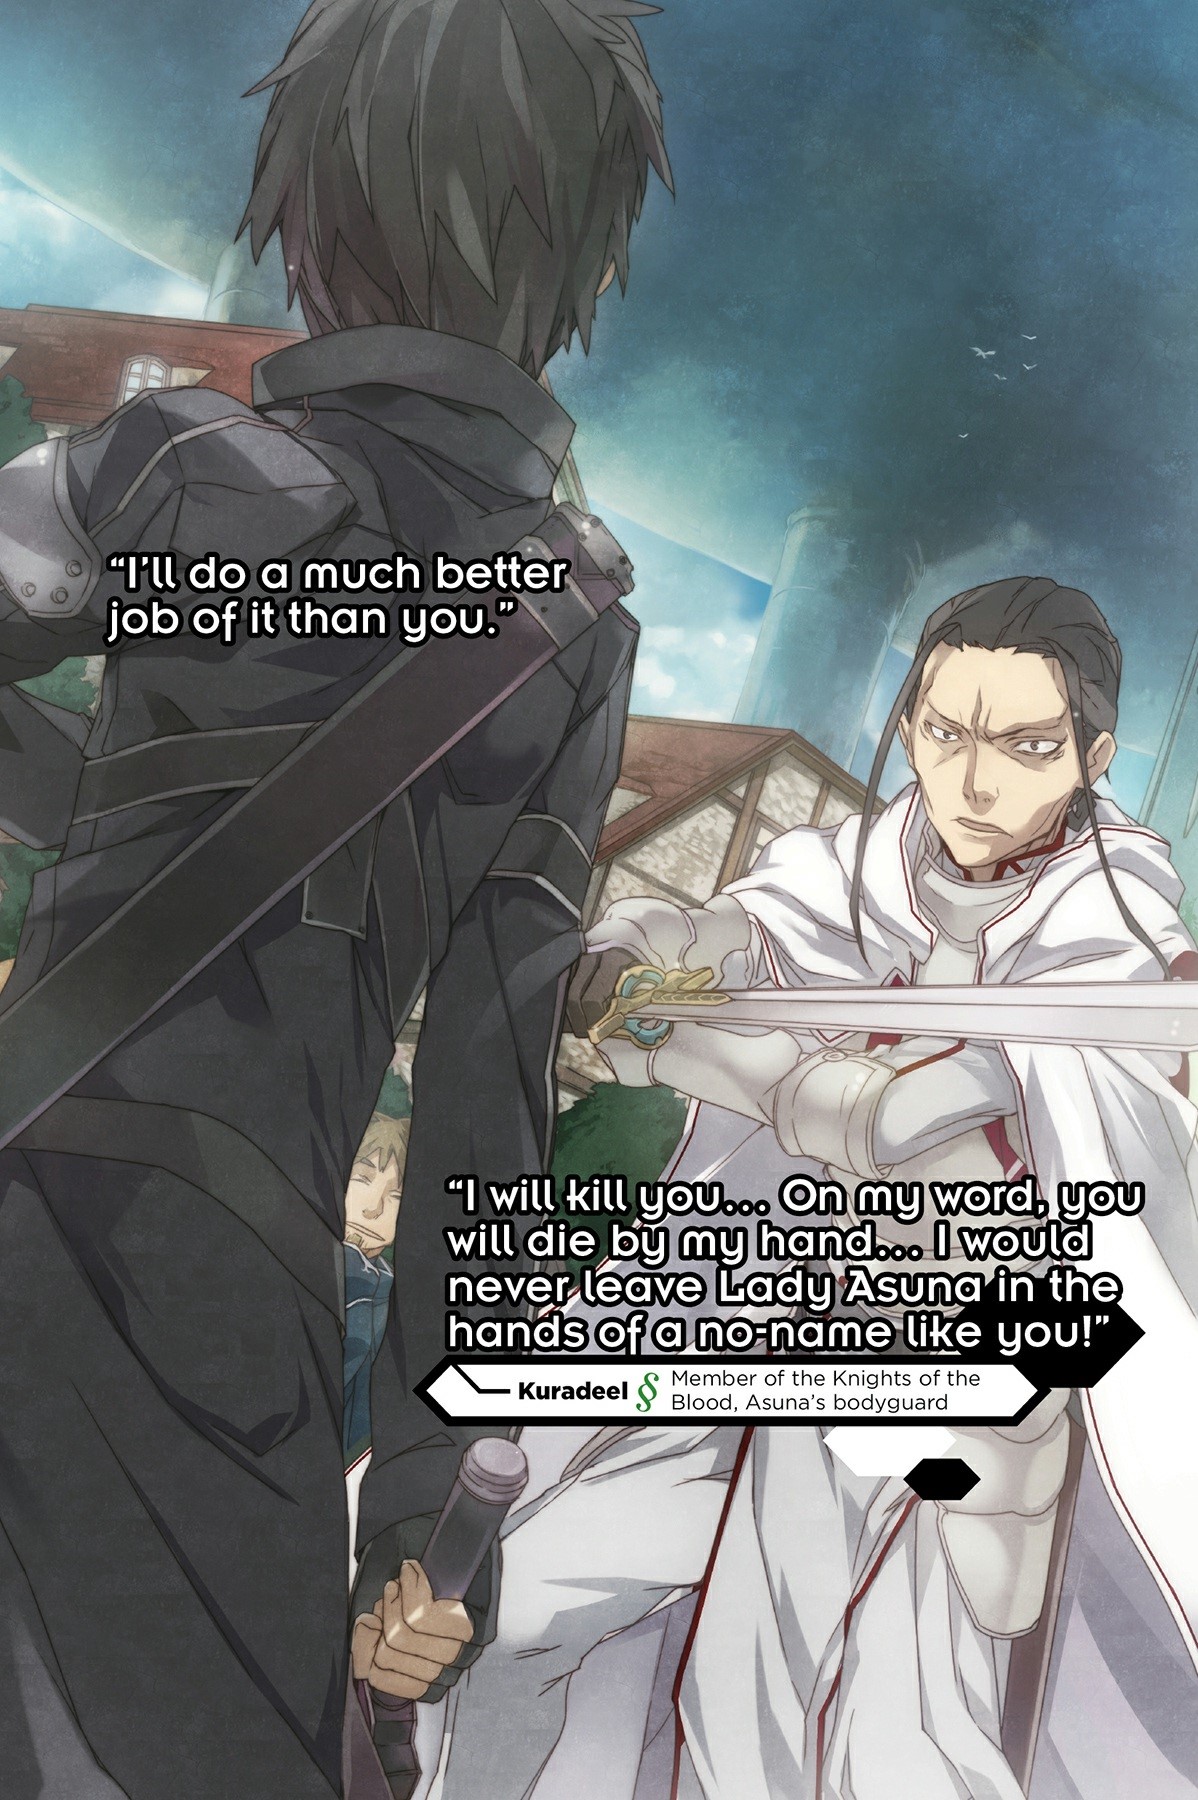 “I’ll do a much better
job of it than you.”
“I will kill you… On my word, you
will die by my hand… I would
never leave Lady Asuna in the
hands of a no-name like you!”
Kuradeel § Member of the Knights of the
Blood, Asuna’s bodyguard